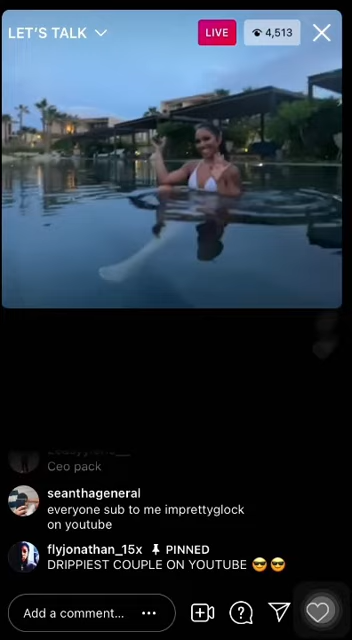 LET'S TALK
LIVE
4,513
Ceo pack
seanthageneral
everyone sub to me imprettyglock
on youtube
flyjonathan_15x PINNED
DRIPPIEST COUPLE ON YOUTUBE 😎😎
Add a comment...